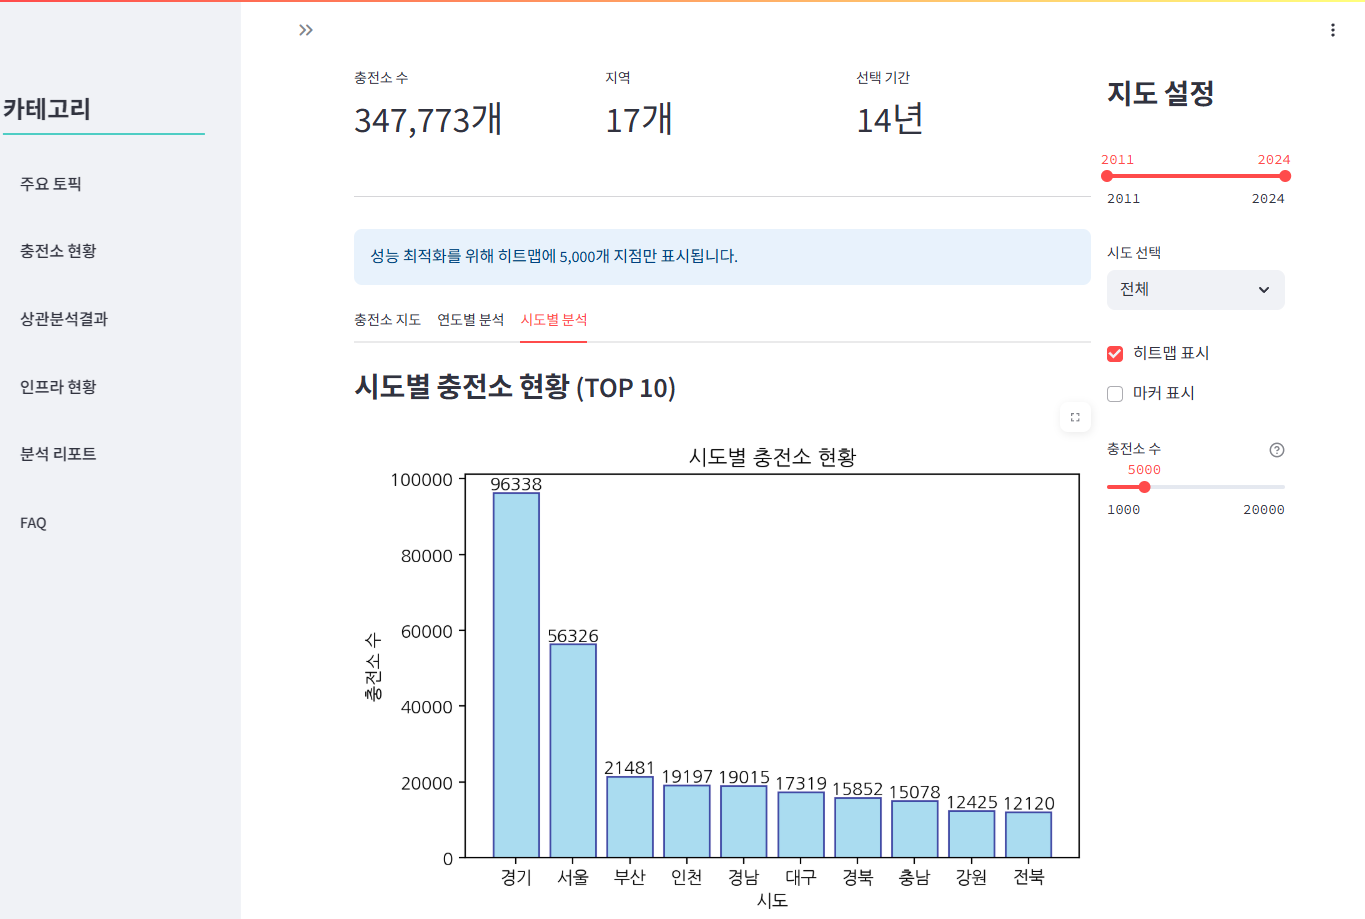 카테고리
주요 토픽
충전소 현황
상관분석결과
인프라 현황
분석 리포트
FAQ
충전소 수
347,773개
지역
17개
선택 기간
14년
성능 최적화를 위해 히트맵에 5,000개 지점만 표시됩니다.
충전소 지도 연도별 분석 시도별 분석
시도별 충전소 현황 (TOP 10)
시도별 충전소 현황
충전소 수
100000
80000
60000
40000
20000
0
96338
56326
21481
19197
19015
17319
15852
15078
12425
12120
경기 서울 부산 인천 경남 대구 경북 충남 강원 전북
시도
지도 설정
2011 2024
2011 2024
시도 선택
전체
히트맵 표시
마커 표시
충전소 수
5000
1000 20000